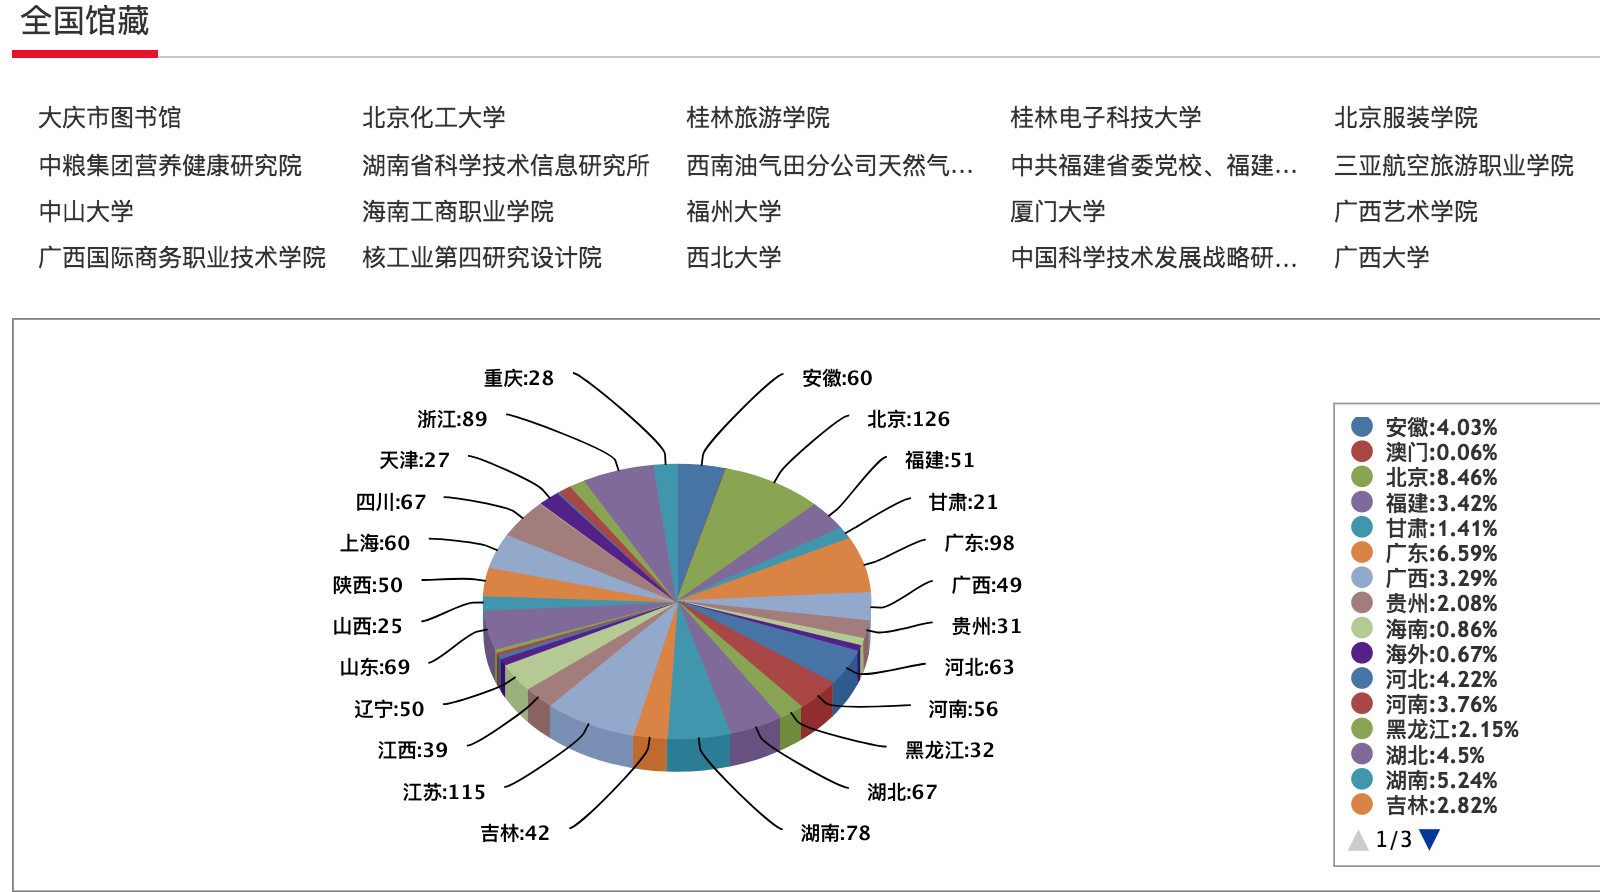 全国馆藏
大庆市图书馆 北京化工大学 桂林旅游学院 桂林电子科技大学 北京服装学院
中粮集团营养健康研究院 湖南省科学技术信息研究所 西南油气田分公司天然气... 中共福建省委党校、福建... 三亚航空旅游职业学院
中山大学 海南工商职业学院 福州大学 厦门大学 广西艺术学院
广西国际商务职业技术学院 核工业第四研究设计院 西北大学 中国科学技术发展战略研... 广西大学
重庆:28 安徽:60
浙江:89 北京:126
天津:27 福建:51
四川:67 甘肃:21
上海:60 广东:98
陕西:50 广西:49
山西:25 贵州:31
山东:69 河北:63
辽宁:50 河南:56
江西:39 黑龙江:32
江苏:115 湖北:67
吉林:42 湖南:78
安徽:4.03%
澳门:0.06%
北京:8.46%
福建:3.42%
甘肃:1.41%
广东:6.59%
广西:3.29%
贵州:2.08%
海南:0.86%
海外:0.67%
河北:4.22%
河南:3.76%
黑龙江:2.15%
湖北:4.5%
湖南:5.24%
吉林:2.82%
1/3